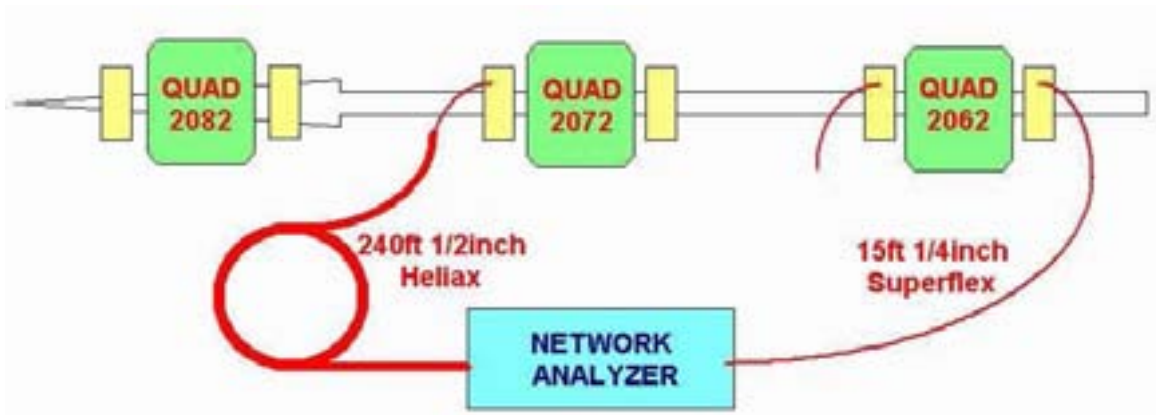 QUAD
2082
QUAD
2072
QUAD
2062
240ft 1/2inch
Heliax
15ft 1/4inch
Superflex
NETWORK
ANALYZER